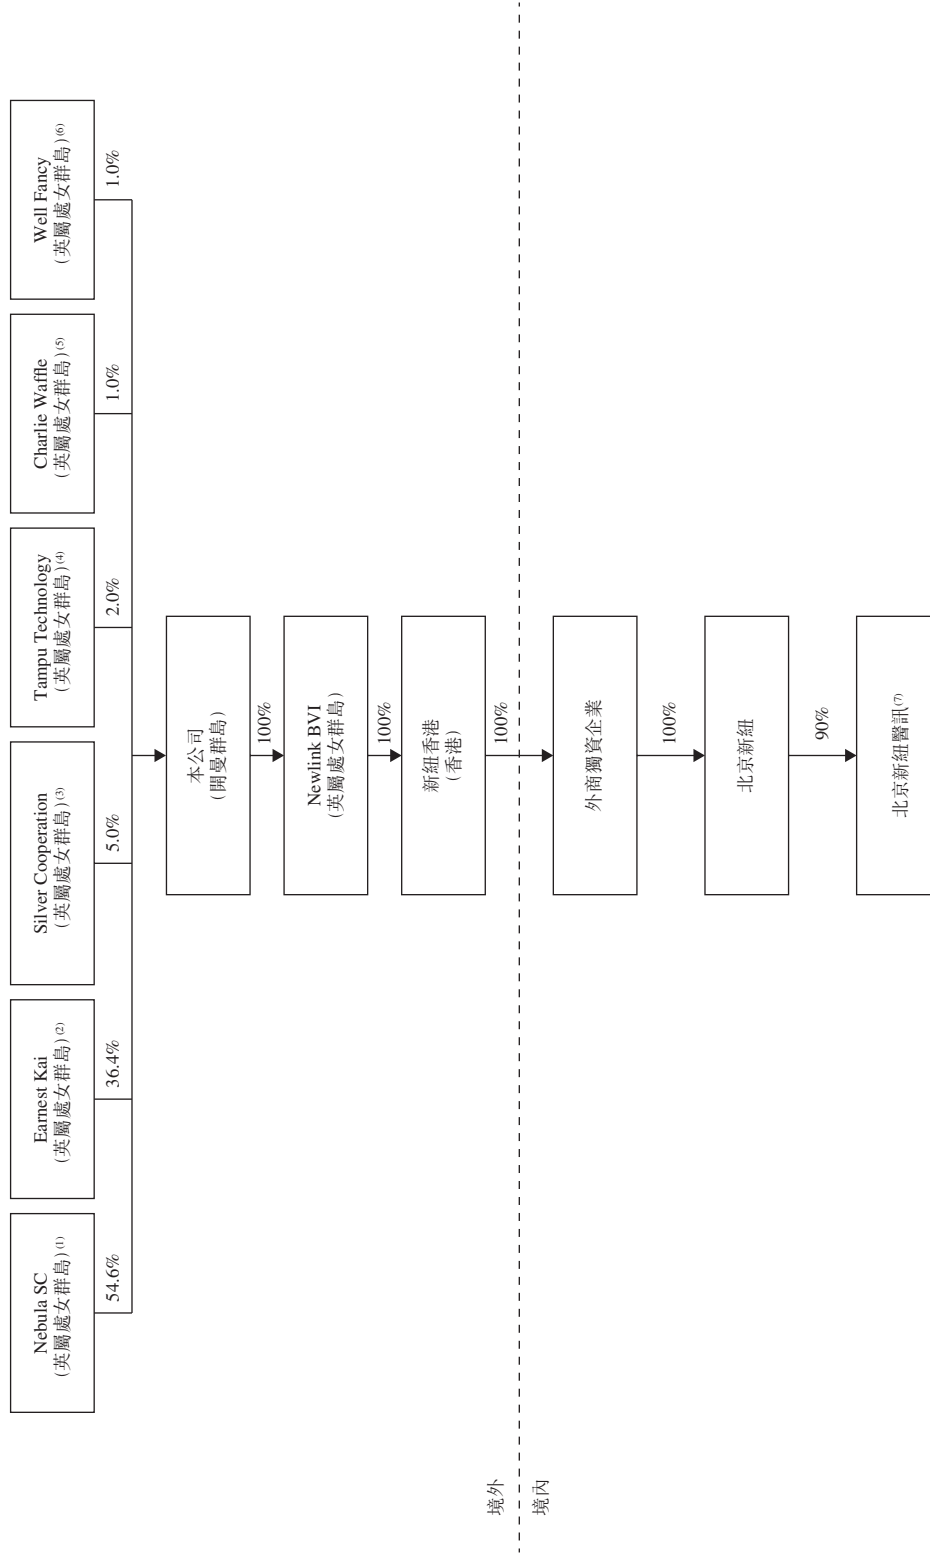 Nebula SC
(英屬處女群島)(1)
Earnest Kai
(英屬處女群島)(2)
Silver Cooperation
(英屬處女群島)(3)
Tampu Technology
(英屬處女群島)(4)
Charlie Waffle
(英屬處女群島)(5)
Well Fancy
(英屬處女群島)(6)
54.6%
36.4%
5.0%
2.0%
1.0%
1.0%
本公司
(開曼群島)
100%
Newlink BVI
(英屬處女群島)
100%
新紐香港
(香港)
100%
境外
境內
外商獨資企業
100%
北京新紐
90%
北京新紐醫訊(7)